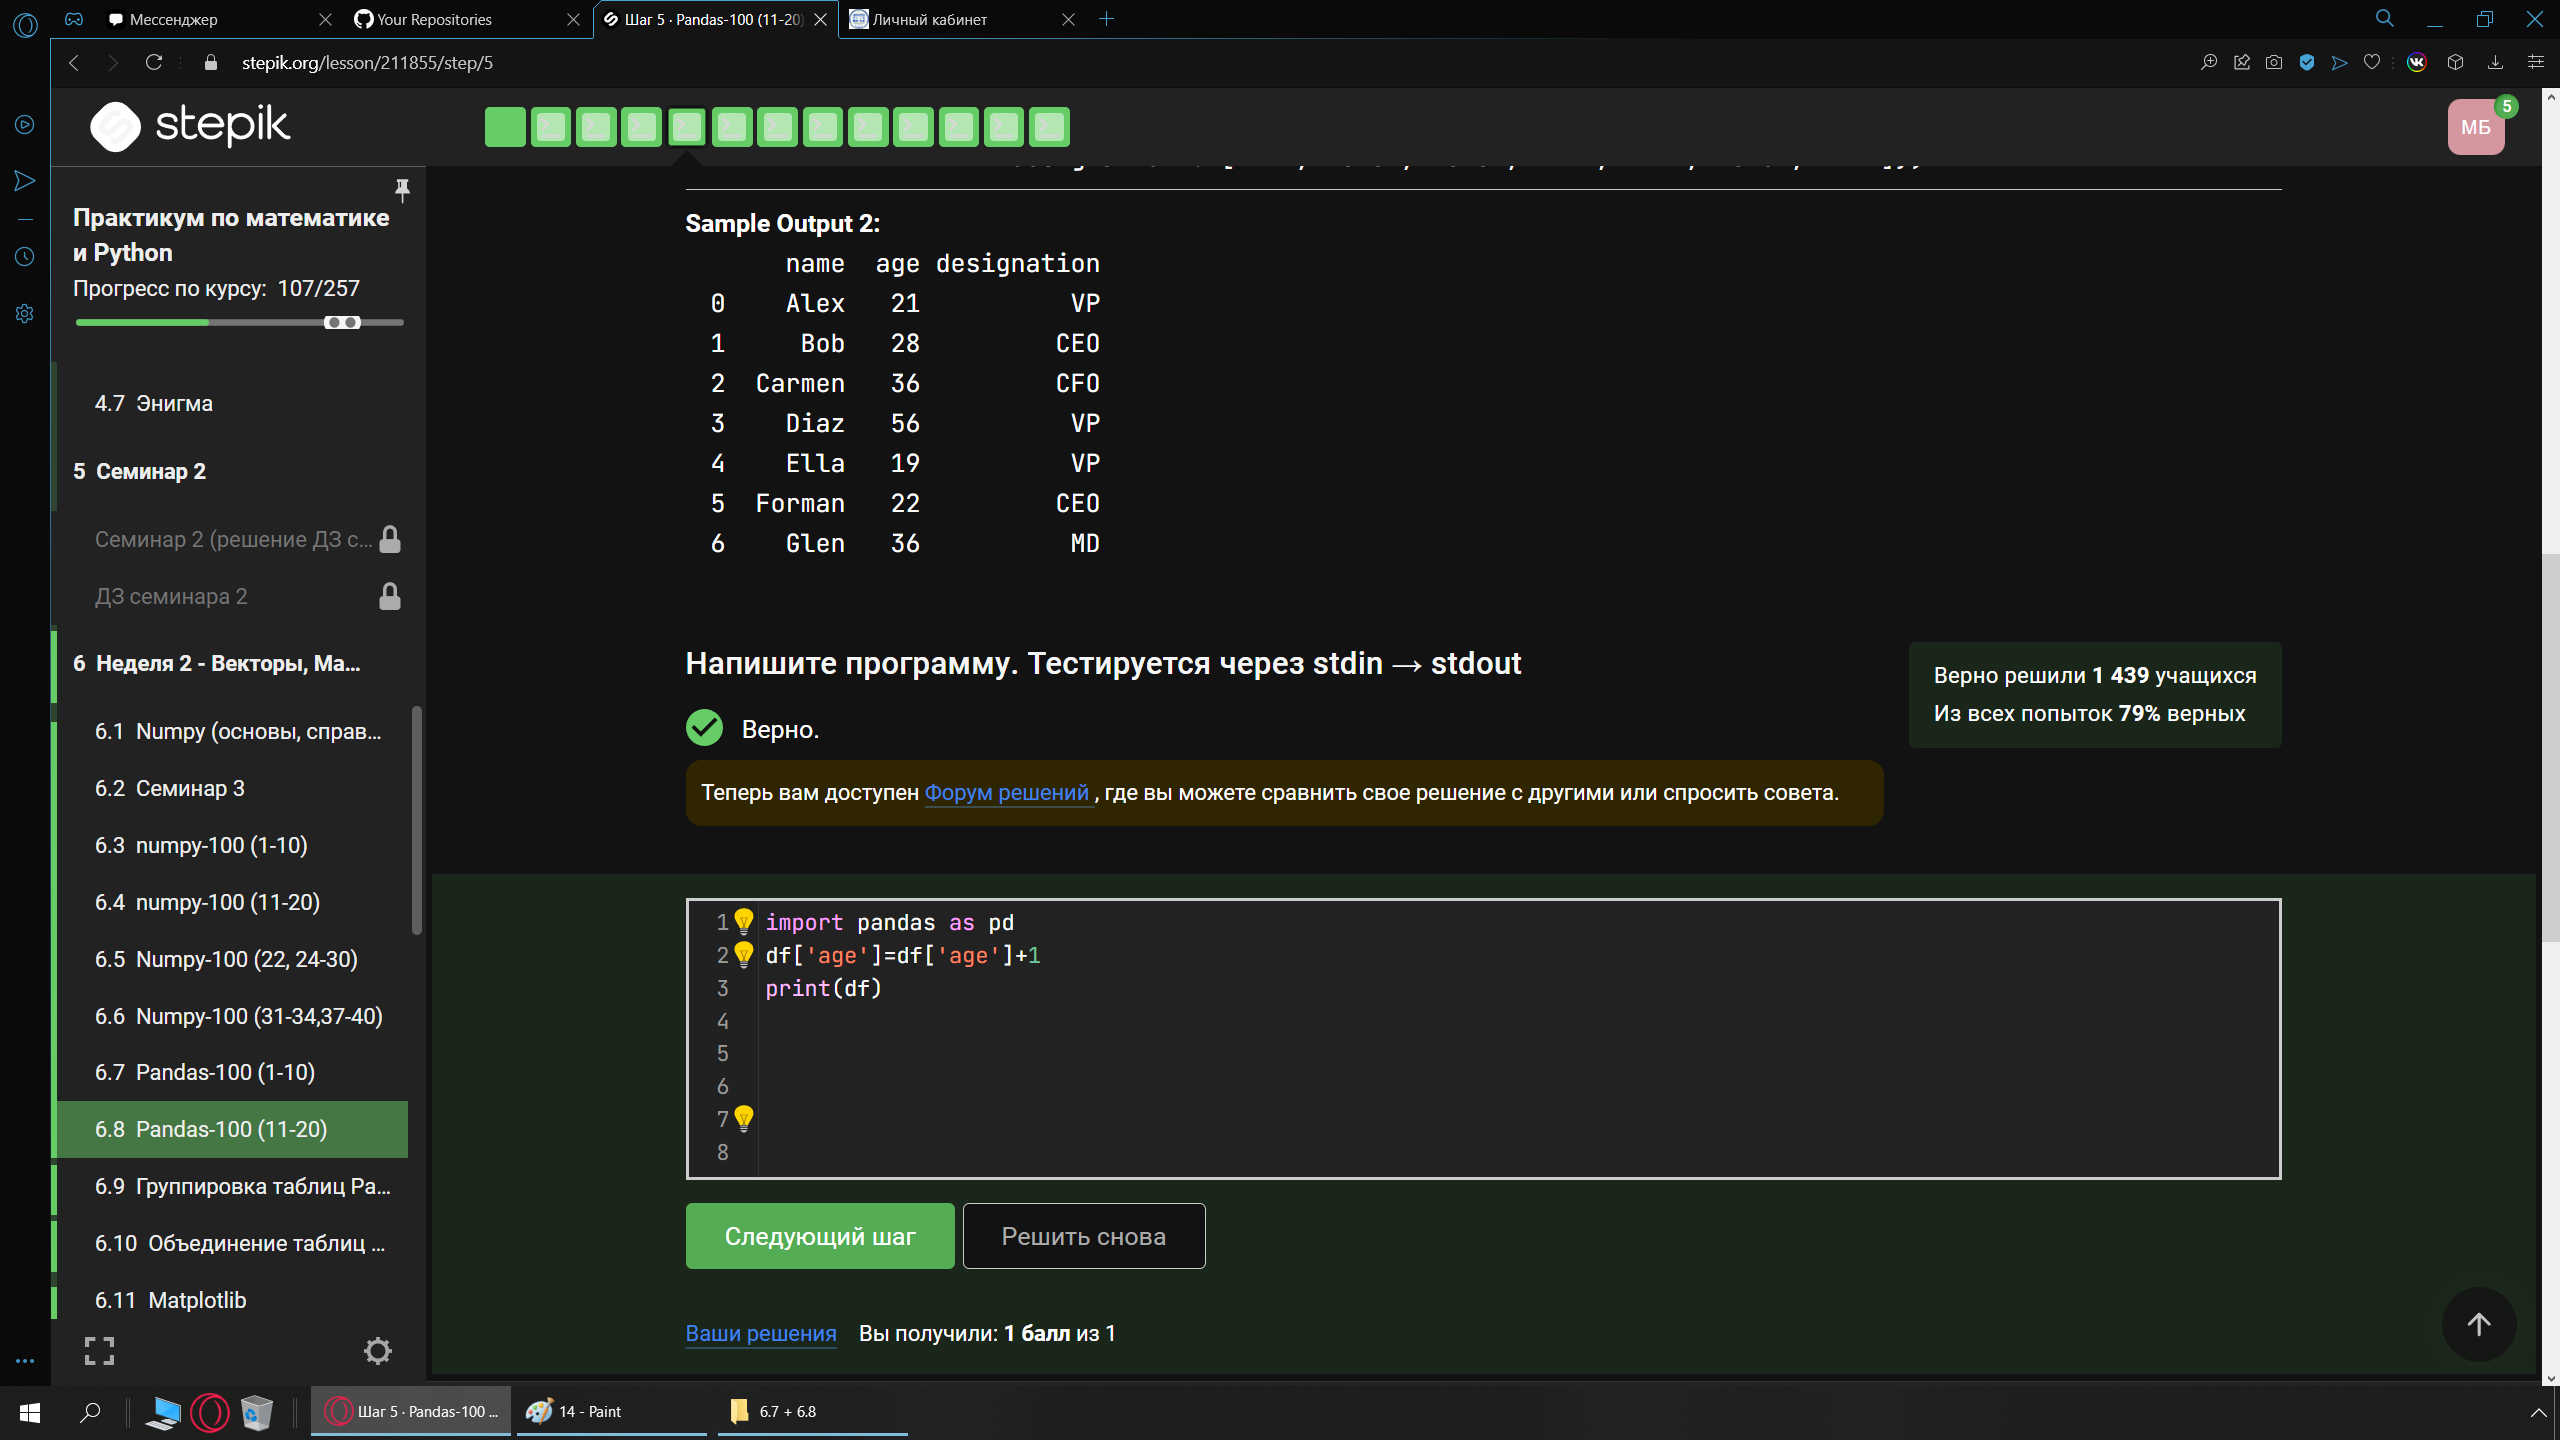 Мессенджер
Your Repositories
Шаг 5 · Pandas-100 (11-20)
Личный кабинет
stepik.org/lesson/211855/step/5
stepik
МБ
5
Практикум по математике
и Python
Прогресс по курсу: 107/257
4.7 Энигма
5 Семинар 2
Семинар 2 (решение ДЗ с...
ДЗ семинара 2
6 Неделя 2 - Векторы, Ма...
6.1 Numpy (основы, справ...
6.2 Семинар 3
6.3 numpy-100 (1-10)
6.4 numpy-100 (11-20)
6.5 Numpy-100 (22, 24-30)
6.6 Numpy-100 (31-34,37-40)
6.7 Pandas-100 (1-10)
6.8 Pandas-100 (11-20)
6.9 Группировка таблиц Pa...
6.10 Объединение таблиц ...
6.11 Matplotlib
Sample Output 2:
name age designation
0 Alex 21 VP
1 Bob 28 CEO
2 Carmen 36 CFO
3 Diaz 56 VP
4 Ella 19 VP
5 Forman 22 CEO
6 Glen 36 MD
Напишите программу. Тестируется через stdin → stdout
Верно решили 1 439 учащихся
Из всех попыток 79% верных
Верно.
Теперь вам доступен Форум решений , где вы можете сравнить свое решение с другими или спросить совета.
1 import pandas as pd
2 df['age']=df['age']+1
3 print(df)
4
5
6
7
8
Следующий шаг
Решить снова
Ваши решения Вы получили: 1 балл из 1
Шаг 5 · Pandas-100 ...
14 - Paint
6.7 + 6.8